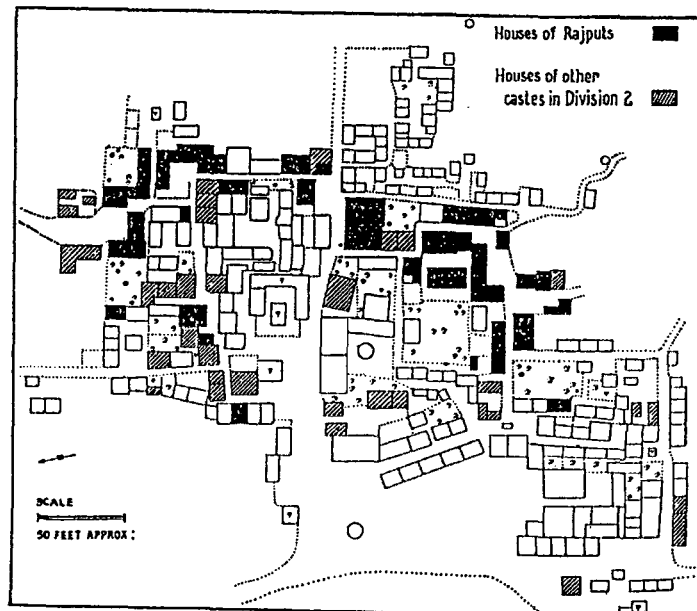 Houses of Rajputs
Houses of other
castes in Division 2
SCALE
50 FEET APPROX: